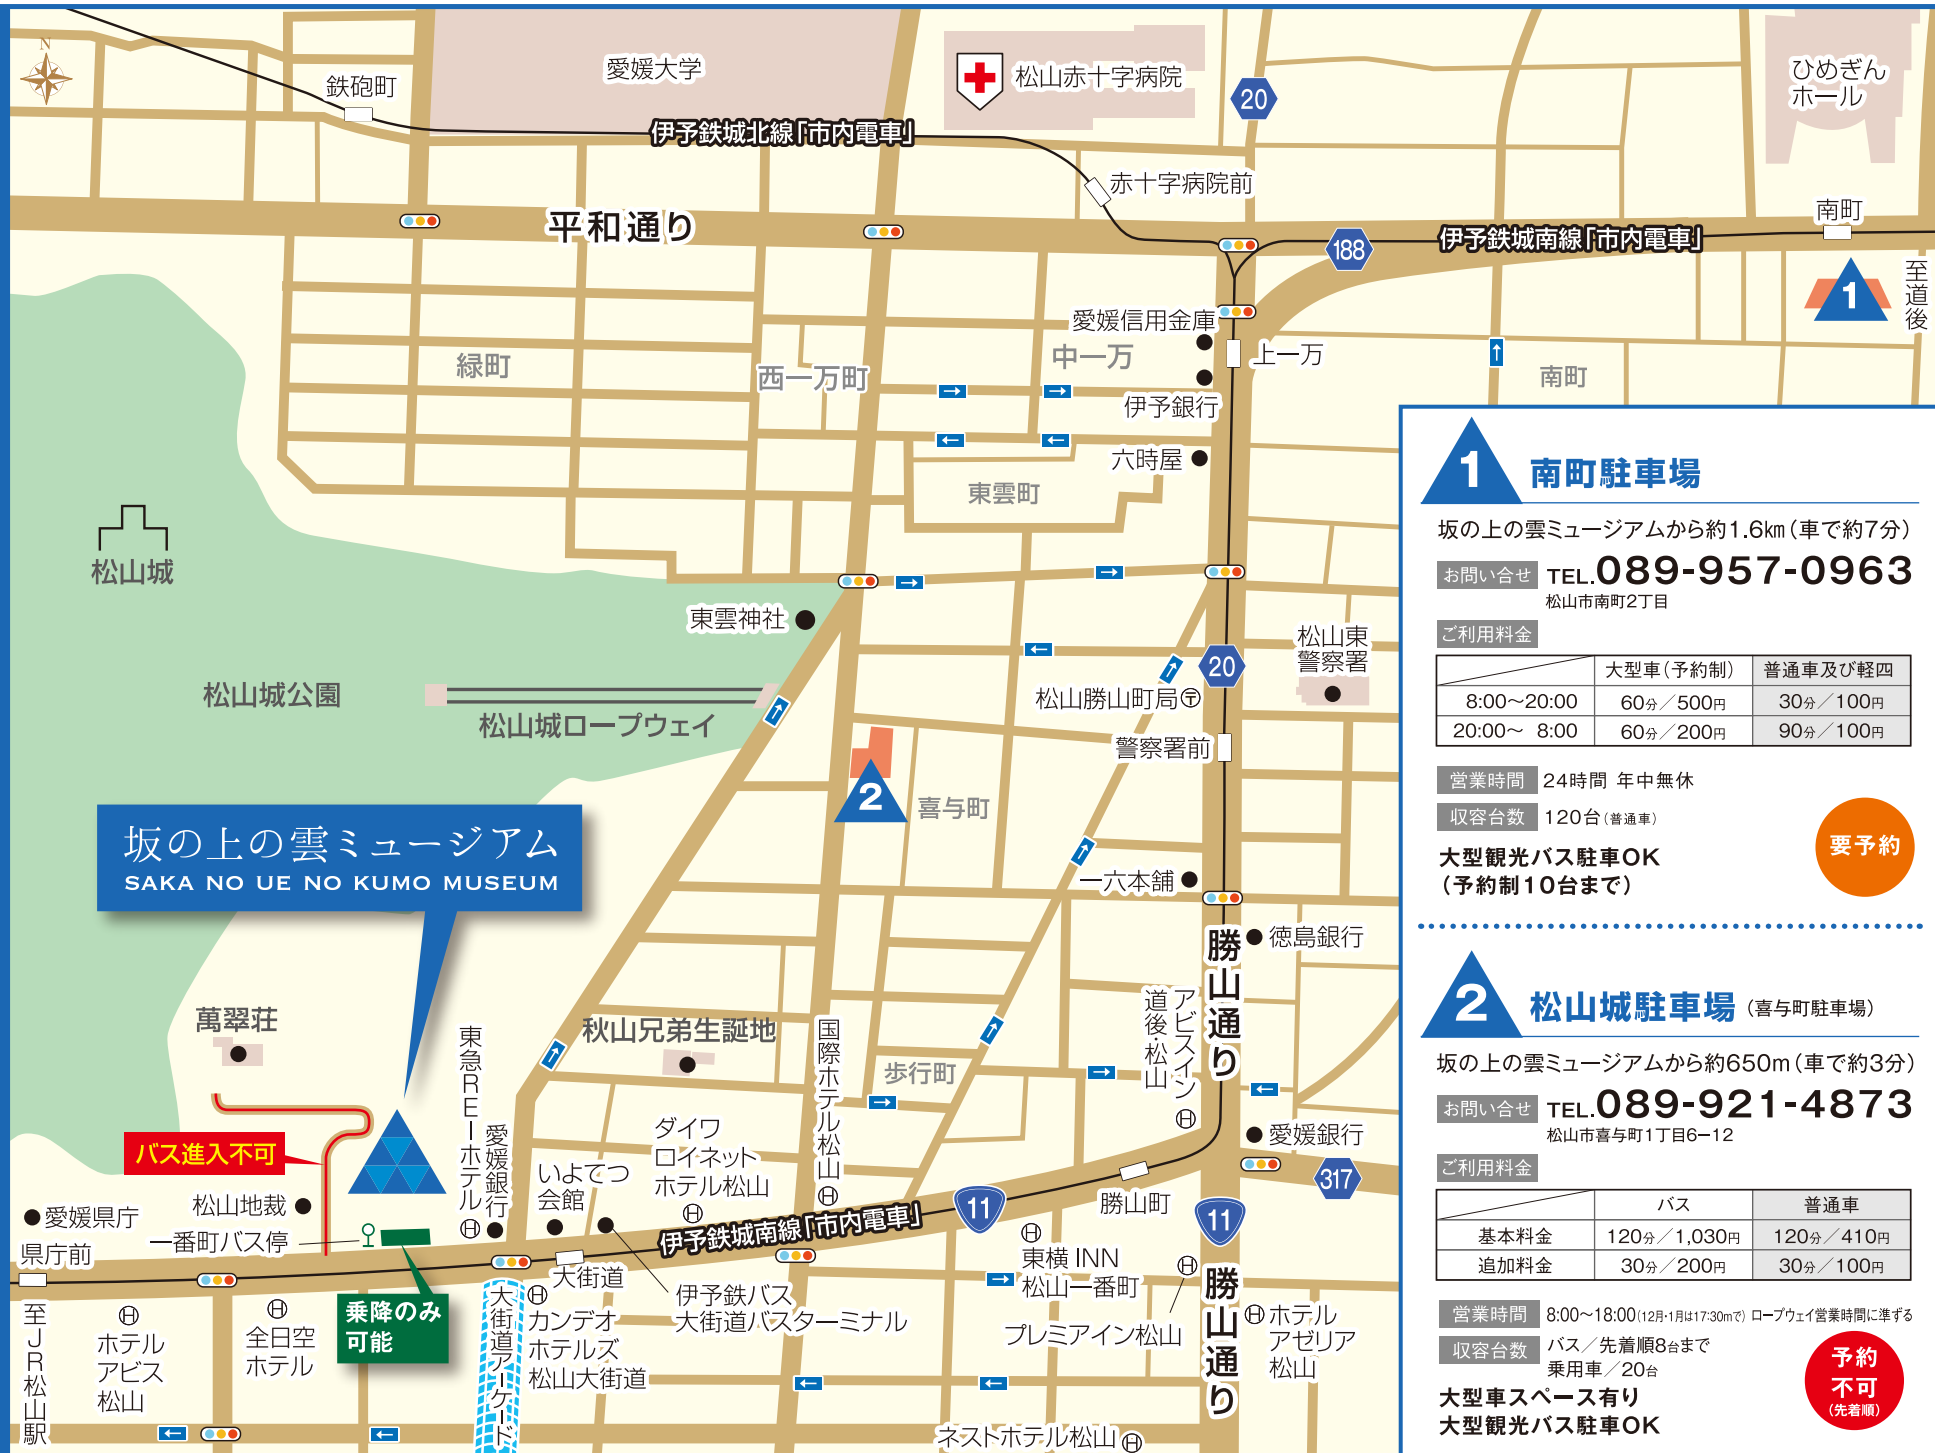 N
鉄砲町
愛媛大学
松山赤十字病院
20
ひめぎん
ホール
伊予鉄城北線「市内電車」
赤十字病院前
南町
平和通り
188
伊予鉄城南線「市内電車」
1
至道後
愛媛信用金庫
緑町
西一万町
中一万
上一万
南町
伊予銀行
六時屋
東雲町
松山城
東雲神社
松山東
警察署
20
松山城公園
松山城ロープウェイ
松山勝山町局
警察署前
2
喜与町
坂の上の雲ミュージアム
SAKA NO UE NO KUMO MUSEUM
一六本舗
勝山通り
徳島銀行
萬翠荘
東急REIホテル
秋山兄弟生誕地
国際ホテル松山
歩行町
アビスイン
道後・松山
バス進入不可
愛媛銀行
いよてつ
会館
ダイワ
ロイネット
ホテル松山
愛媛銀行
317
松山地裁
愛媛県庁
一番町バス停
県庁前
伊予鉄城南線「市内電車」
11
勝山町
11
大街道
東横 INN
松山一番町
乗降のみ
可能
伊予鉄バス
大街道バスターミナル
至JR松山駅
ホテル
アビス
松山
全日空
ホテル
大街道アーケード
カンデオ
ホテルズ
松山大街道
プレミアイン松山
勝山通り
ホテル
アゼリア
松山
ネストホテル松山
1 南町駐車場
坂の上の雲ミュージアムから約1.6km(車で約7分)
お問い合せ TEL.089-957-0963
松山市南町2丁目
ご利用料金
大型車(予約制) 普通車及び軽四
8:00〜20:00 60分／500円 30分／100円
20:00〜 8:00 60分／200円 90分／100円
営業時間 24時間 年中無休
収容台数 120台(普通車)
大型観光バス駐車OK
(予約制10台まで)
要予約
2 松山城駐車場 (喜与町駐車場)
坂の上の雲ミュージアムから約650m(車で約3分)
お問い合せ TEL.089-921-4873
松山市喜与町1丁目6−12
ご利用料金
バス 普通車
基本料金 120分／1,030円 120分／410円
追加料金 30分／200円 30分／100円
営業時間 8:00〜18:00(12月・1月は17:30mで) ロープウェイ営業時間に準ずる
収容台数 バス／先着順8台まで
乗用車／20台
大型車スペース有り
大型観光バス駐車OK
予約
不可
(先着順)